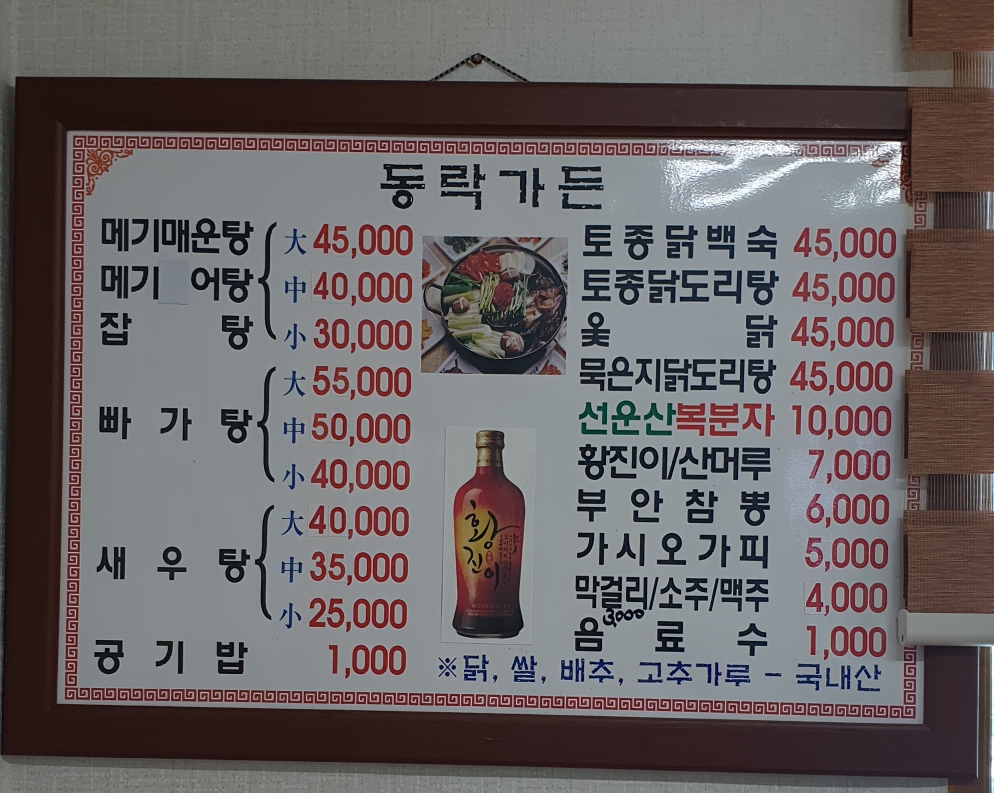 동락가든
메기매운탕 大 45,000
메기 어탕 中 40,000
잡 탕 小 30,000
大 55,000
빠 가 탕 中 50,000
小 40,000
大 40,000
새 우 탕 中 35,000
小 25,000
공 기 밥 1,000
황진이
토 종 닭 백 숙 45,000
토종닭도리탕 45,000
옻 닭 45,000
묵은지닭도리탕 45,000
선운산복분자 10,000
황진이/산머루 7,000
부 안 참 뽕 6,000
가 시 오 가 피 5,000
막걸리/소주/맥주 4,000
3,000
음 료 수 1,000
※닭, 쌀, 배추, 고추가루 - 국내산